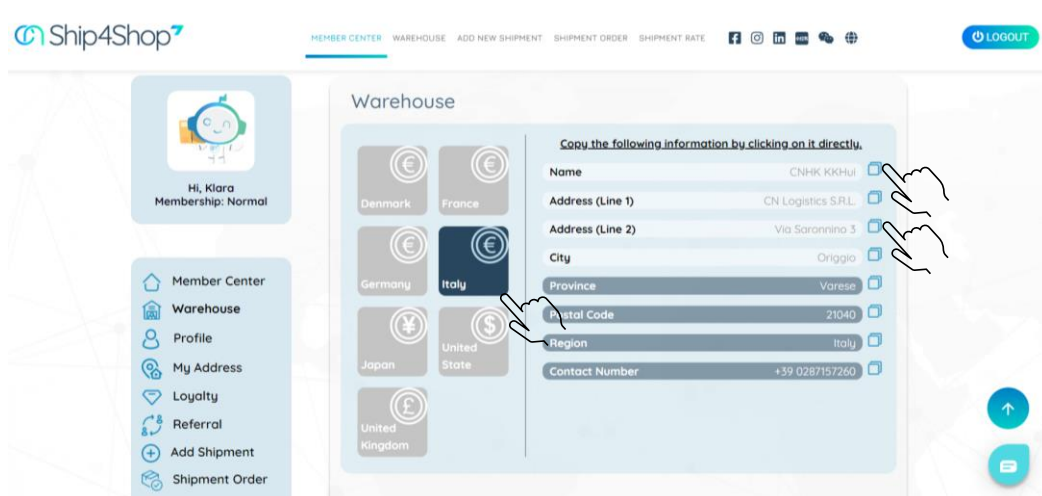 Ship4Shop
MEMBER CENTER WAREHOUSE ADD NEW SHIPMENT SHIPMENT ORDER SHIPMENT RATE
LOGOUT
Hi, Klara
Membership: Normal
Member Center
Warehouse
Profile
My Address
Loyalty
Referral
Add Shipment
Shipment Order
Warehouse
Denmark
France
Germany
Italy
Japan
United
State
United
Kingdom
Copy the following information by clicking on it directly.
Name CNHK KKHui
Address (Line 1) CN Logistics S.R.L.
Address (Line 2) Via Saronnino 3
City Origgio
Province Varese
Postal Code 21040
Region Italy
Contact Number +39 0287157260